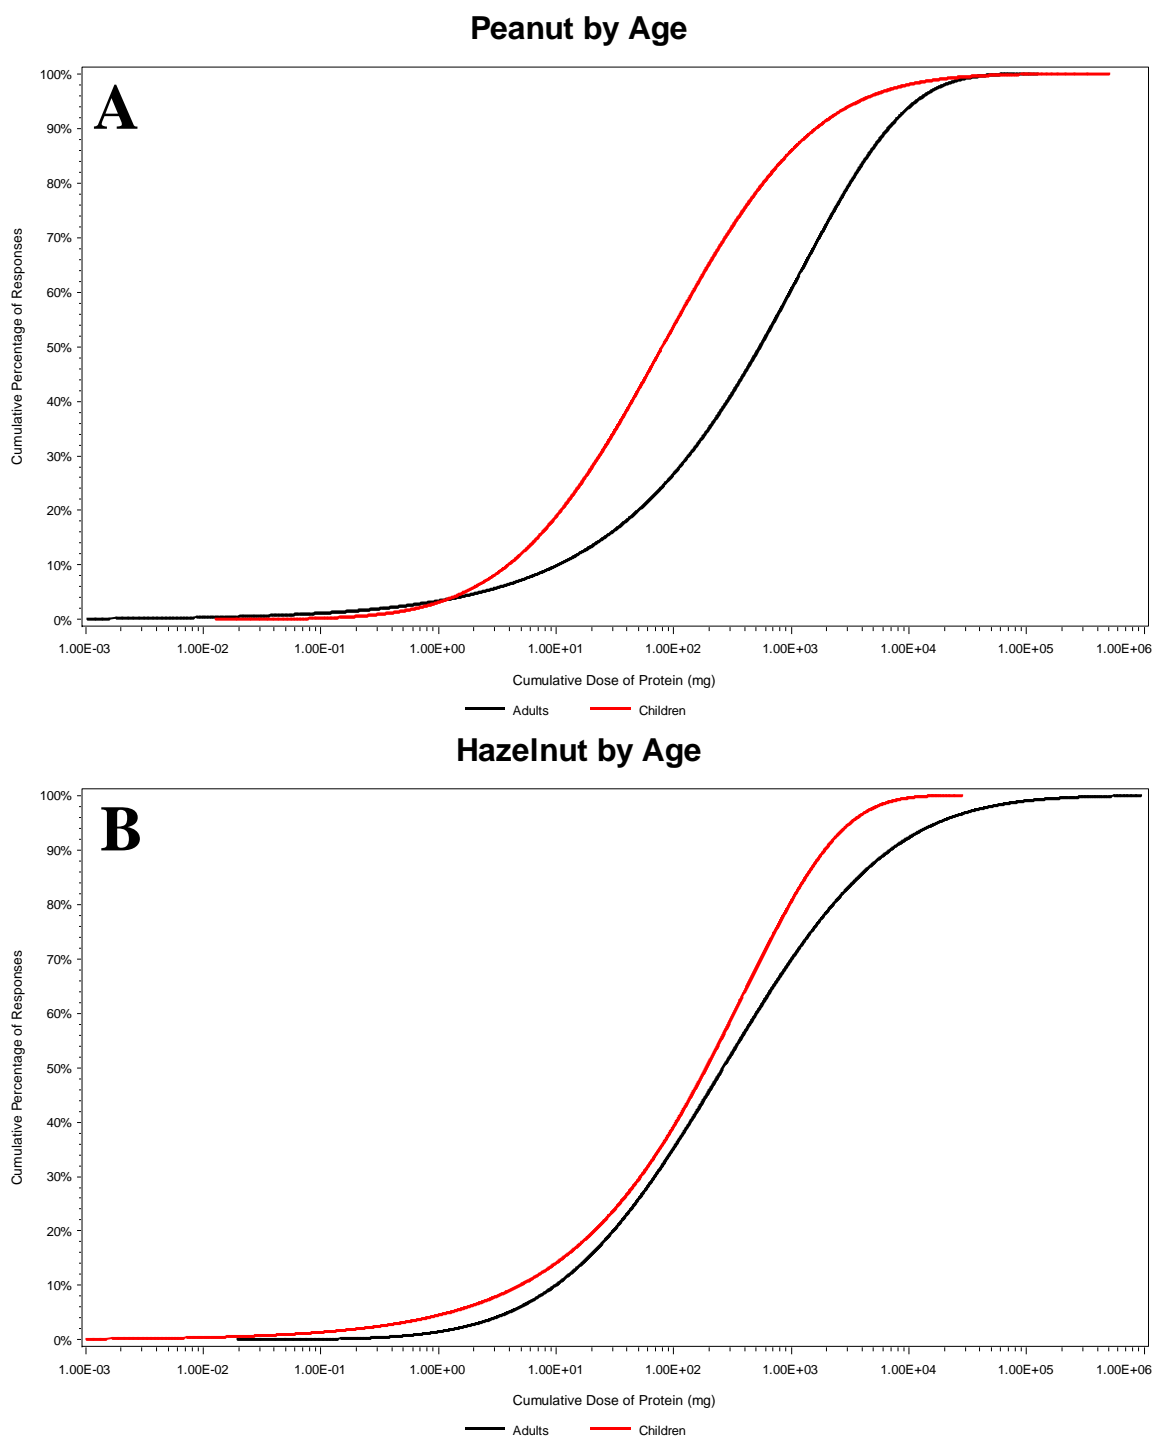 Peanut by Age
A
Cumulative Percentage of Responses
100%
90%
80%
70%
60%
50%
40%
30%
20%
10%
0%
1.00E-03 1.00E-02 1.00E-01 1.00E+00 1.00E+01 1.00E+02 1.00E+03 1.00E+04 1.00E+05 1.00E+06
Cumulative Dose of Protein (mg)
Adults Children
Hazelnut by Age
B
Cumulative Percentage of Responses
100%
90%
80%
70%
60%
50%
40%
30%
20%
10%
0%
1.00E-03 1.00E-02 1.00E-01 1.00E+00 1.00E+01 1.00E+02 1.00E+03 1.00E+04 1.00E+05 1.00E+06
Cumulative Dose of Protein (mg)
Adults Children